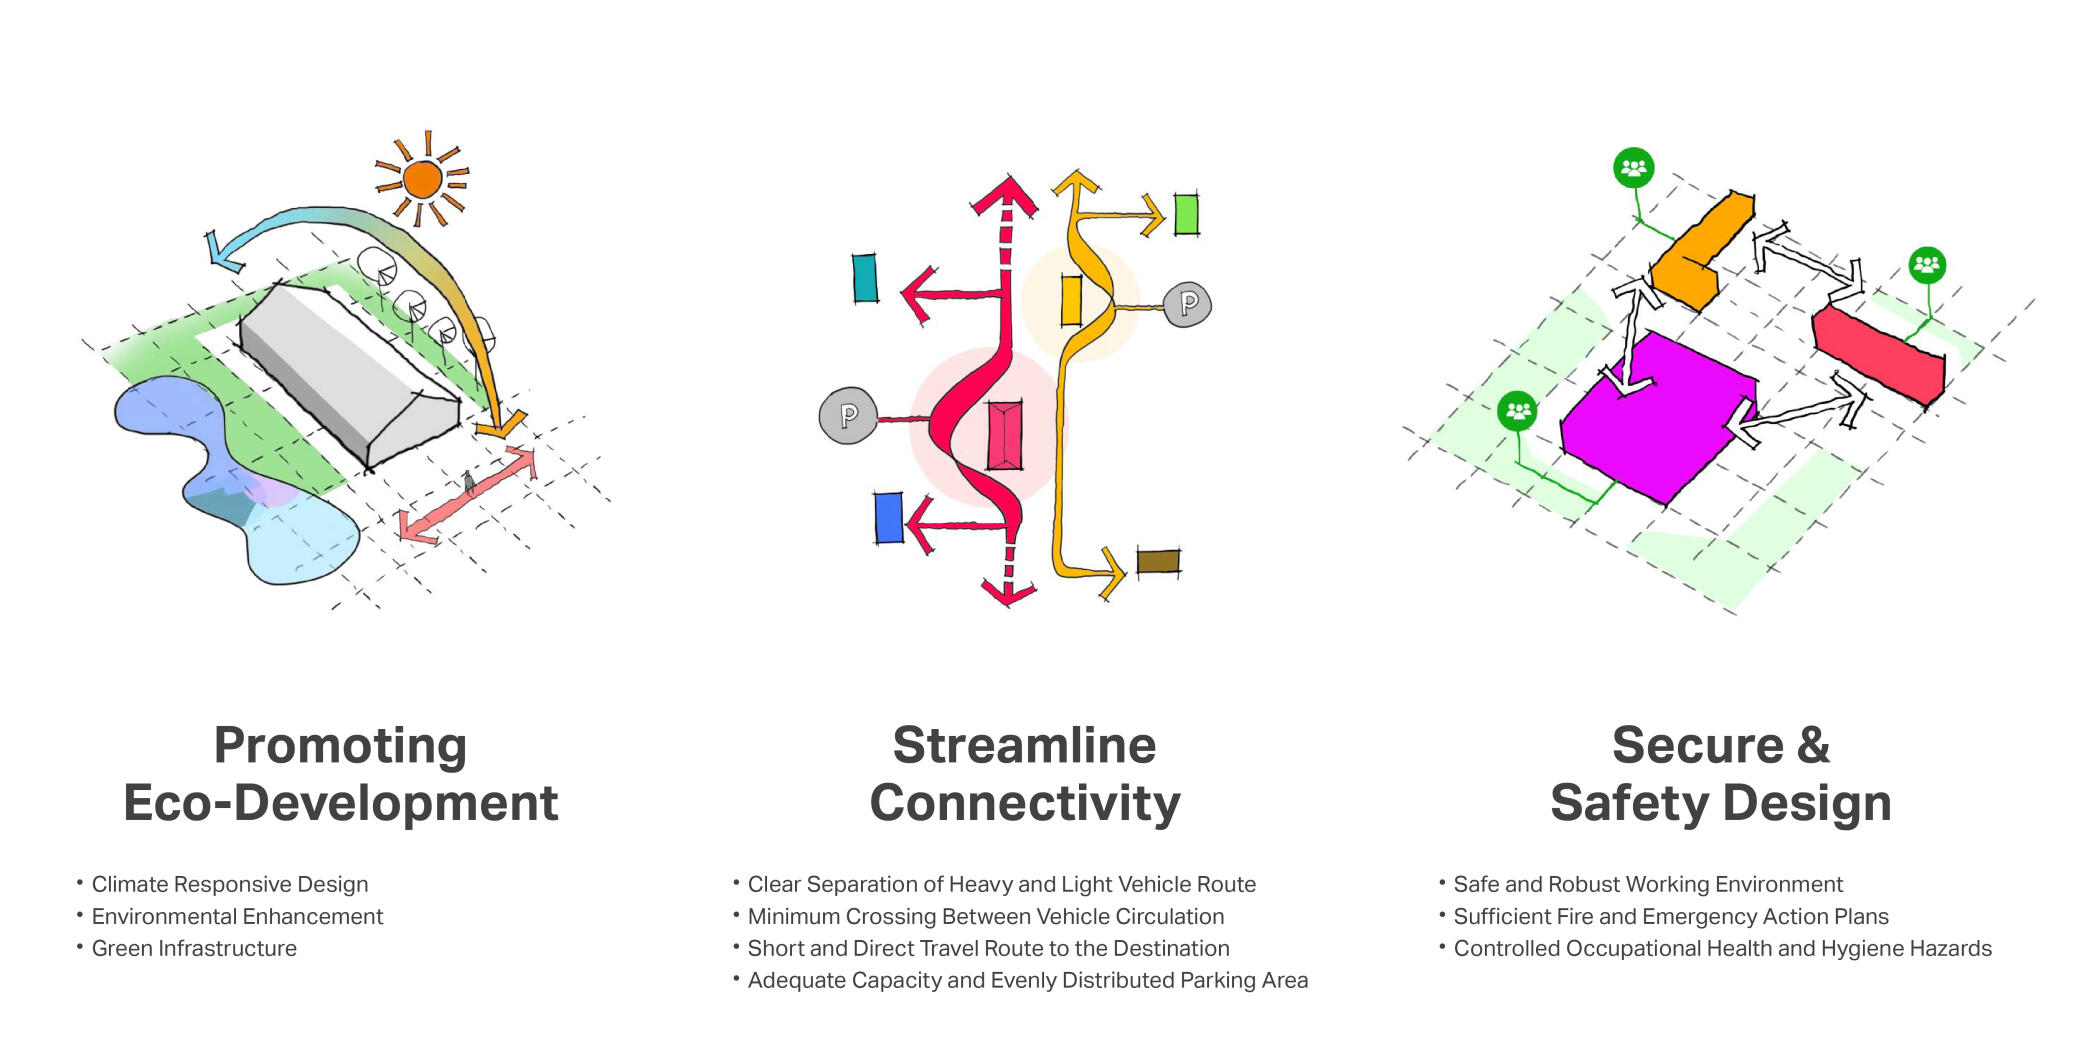 P
P
Promoting
Eco-Development
• Climate Responsive Design
• Environmental Enhancement
• Green Infrastructure
Streamline
Connectivity
• Clear Separation of Heavy and Light Vehicle Route
• Minimum Crossing Between Vehicle Circulation
• Short and Direct Travel Route to the Destination
• Adequate Capacity and Evenly Distributed Parking Area
Secure &
Safety Design
• Safe and Robust Working Environment
• Sufficient Fire and Emergency Action Plans
• Controlled Occupational Health and Hygiene Hazards